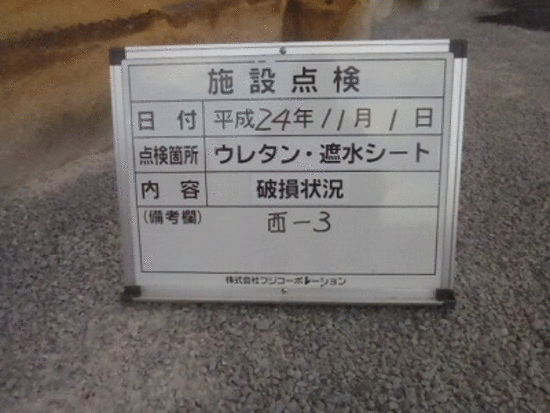 施設点検
日付 平成24年11月1日
点検箇所 ウレタン・遮水シート
内容 破損状況
(備考欄) 西-3
株式会社フジコーポレーション